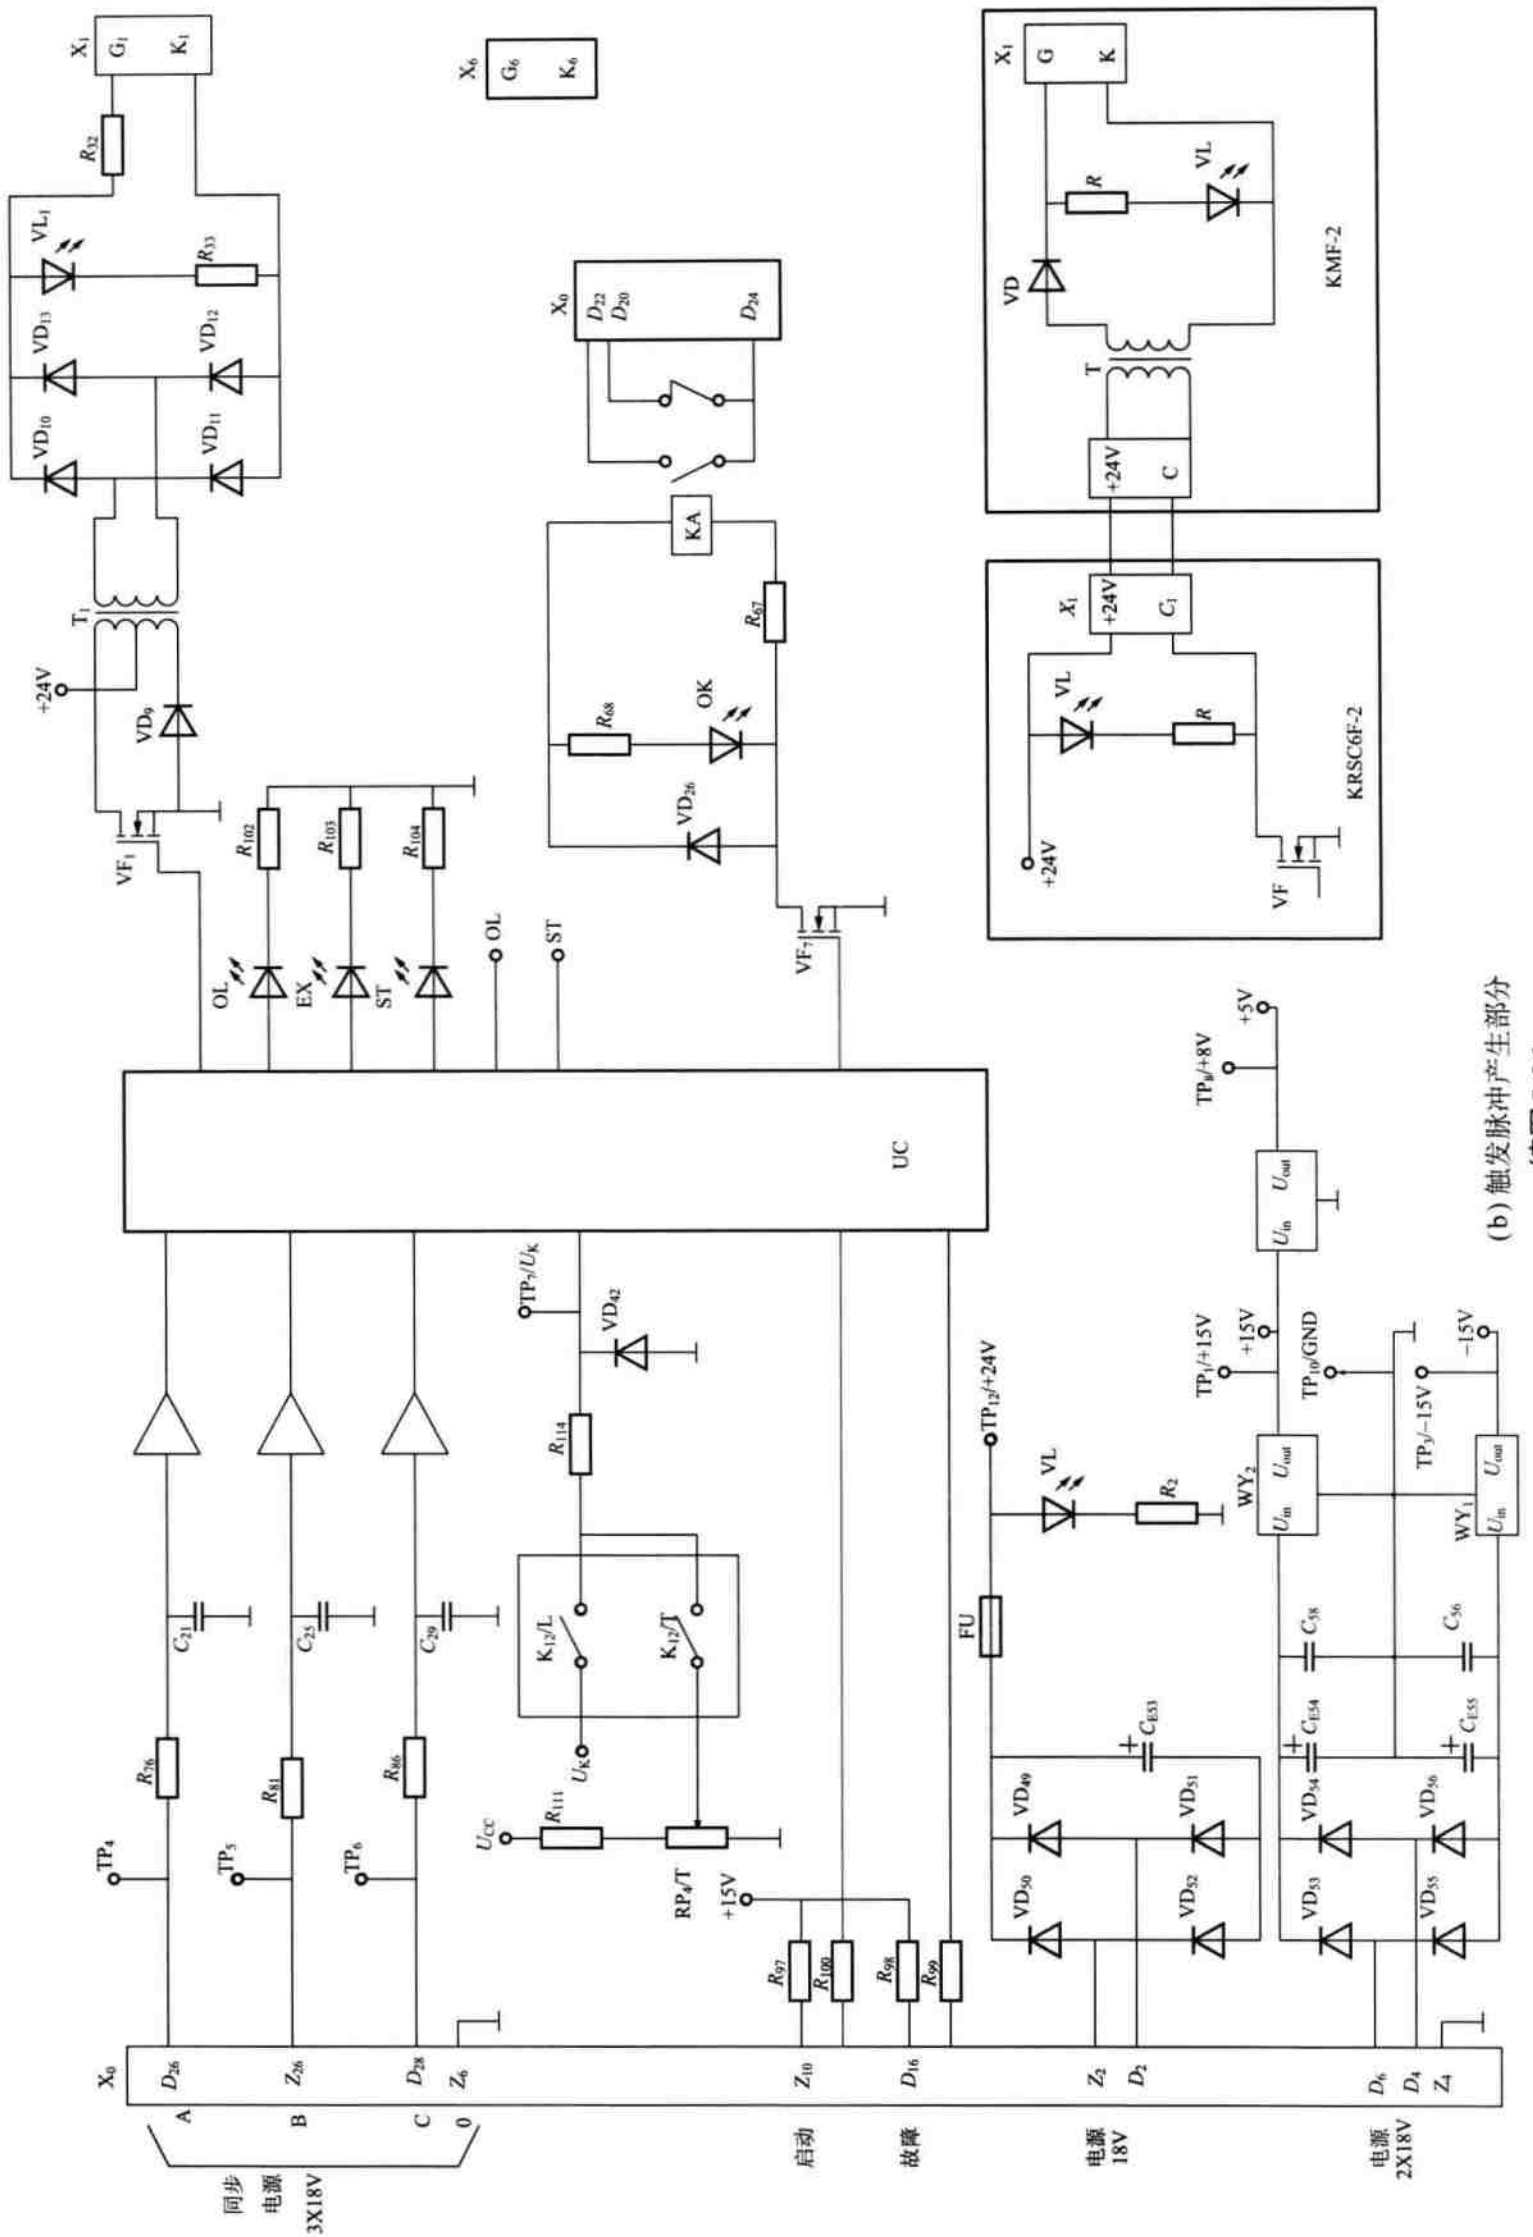 X₀
D₂₆
Z₂₆
D₂₈
Z₆
Z₁₀
D₁₆
Z₂
D₂
D₆
D₄
Z₄
A
B
C
0
同步
电源
3X18V
启动
故障
电源
18V
电源
2X18V
TP₄
R₇₆
C₂₁
TP₅
R₈₁
C₂₅
TP₆
R₈₆
C₂₉
U_CC
R₁₁₁
RP₄/T
U_K
K₁₂/L
K₁₂/T
R₁₁₄
VD₄₂
TP₇/U_K
+15V
R₉₇
R₁₀₀
R₉₈
R₉₉
VD₅₀
VD₄₉
VD₅₂
VD₅₁
C_E53
FU
TP₁₂/+24V
VL
R₂
VD₅₃
VD₅₄
VD₅₅
VD₅₆
C_E54
C_E55
C₅₈
C₅₆
WY₂
U_in
U_out
WY₁
U_in
U_out
TP₁/+15V
+15V
TP₁₀/GND
TP₃/−15V
−15V
U_in
U_out
TP₈/+8V
+5V
UC
VF₁
+24V
VD₉
T₁
VD₁₀
VD₁₃
VD₁₁
VD₁₂
VL₁
R₃₃
R₃₂
X₁
G₁
K₁
X₆
G₆
K₆
OL
R₁₀₂
EX
R₁₀₃
ST
R₁₀₄
OL
ST
VF₇
VD₂₆
R₆₈
OK
R₆₇
KA
X₀
D₂₂
D₂₀
D₂₄
+24V
VL
R
VF
X₁
+24V
C₁
KRSC6F-2
+24V
C
T
VD
R
VL
X₁
G
K
KMF-2
(b) 触发脉冲产生部分